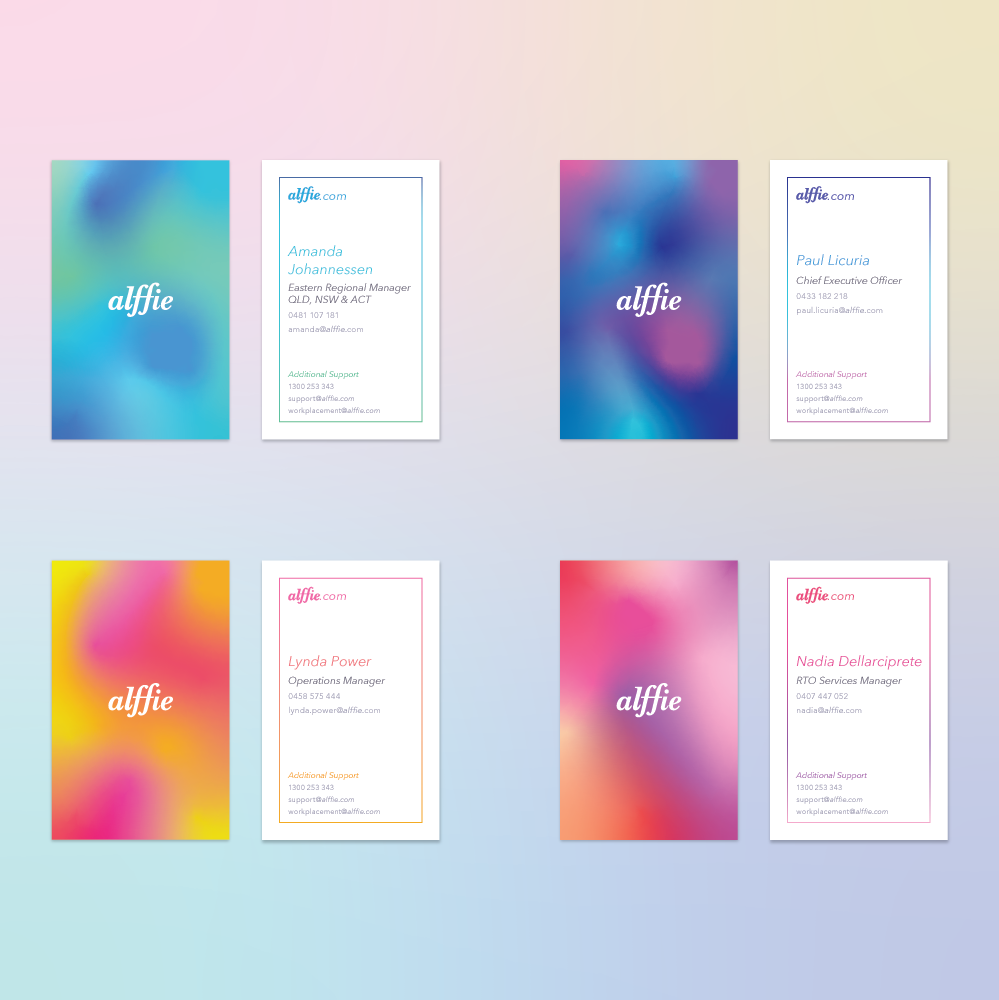 alffie
alffie.com
Amanda
Johannessen
Eastern Regional Manager
QLD, NSW & ACT
0481 107 181
amanda@alffie.com
Additional Support
1300 253 343
support@alffie.com
workplacement@alffie.com
alffie
alffie.com
Paul Licuria
Chief Executive Officer
0433 182 218
paul.licuria@alffie.com
Additional Support
1300 253 343
support@alffie.com
workplacement@alffie.com
alffie
alffie.com
Lynda Power
Operations Manager
0458 575 444
lynda.power@alffie.com
Additional Support
1300 253 343
support@alffie.com
workplacement@alffie.com
alffie
alffie.com
Nadia Dellarciprete
RTO Services Manager
0407 447 052
nadia@alffie.com
Additional Support
1300 253 343
support@alffie.com
workplacement@alffie.com